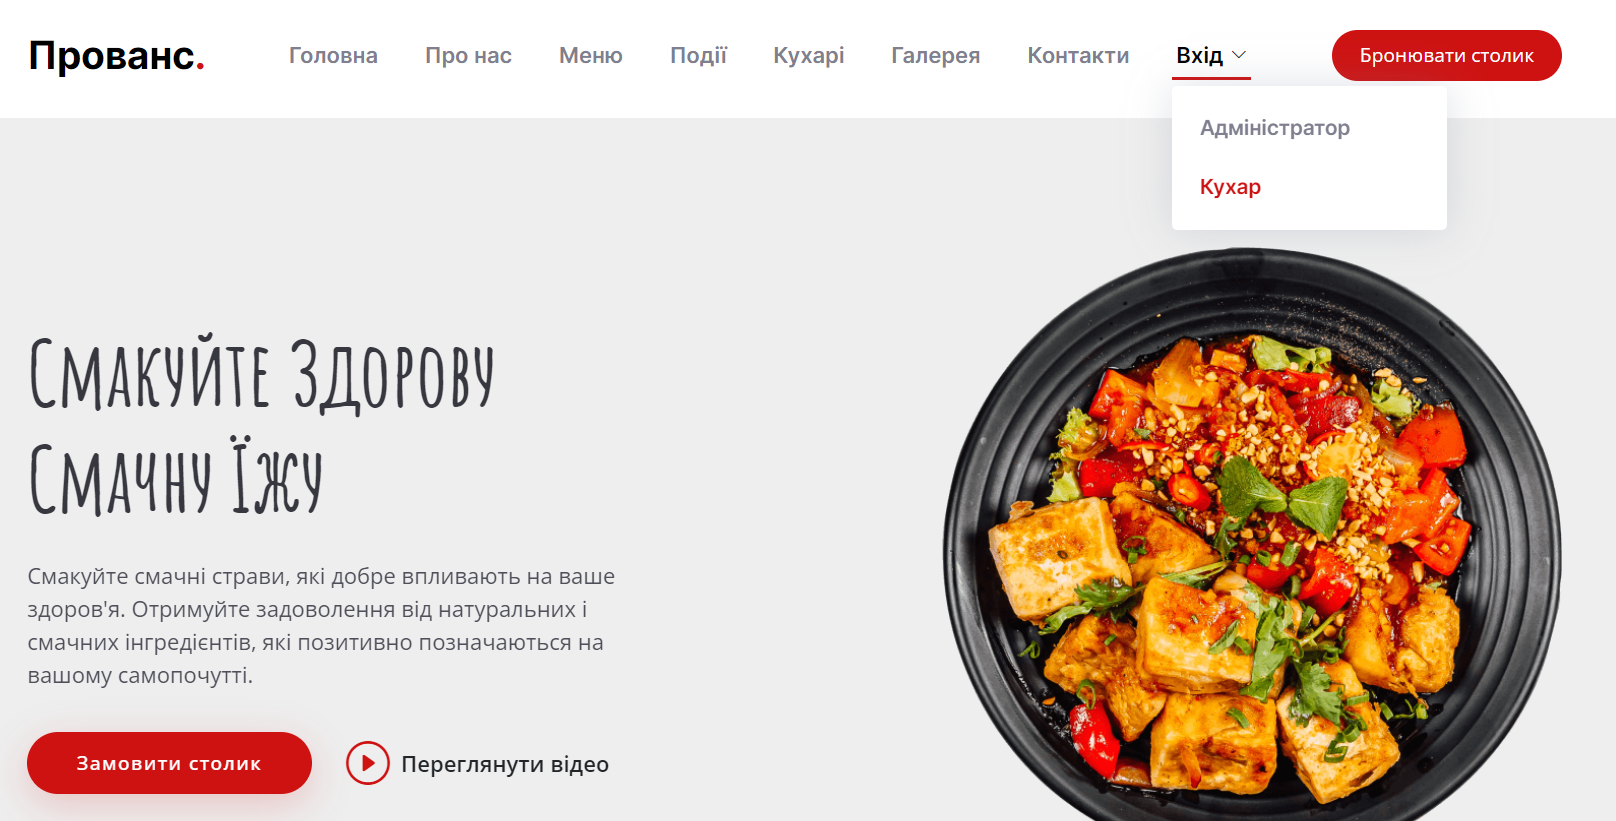 Прованс.
Головна
Про нас
Меню
Події
Кухарі
Галерея
Контакти
Вхід
Бронювати столик
Адміністратор
Кухар
Смакуйте Здорову
Смачну Їжу
Смакуйте смачні страви, які добре впливають на ваше
здоров'я. Отримуйте задоволення від натуральних і
смачних інгредієнтів, які позитивно позначаються на
вашому самопочутті.
Замовити столик
Переглянути відео